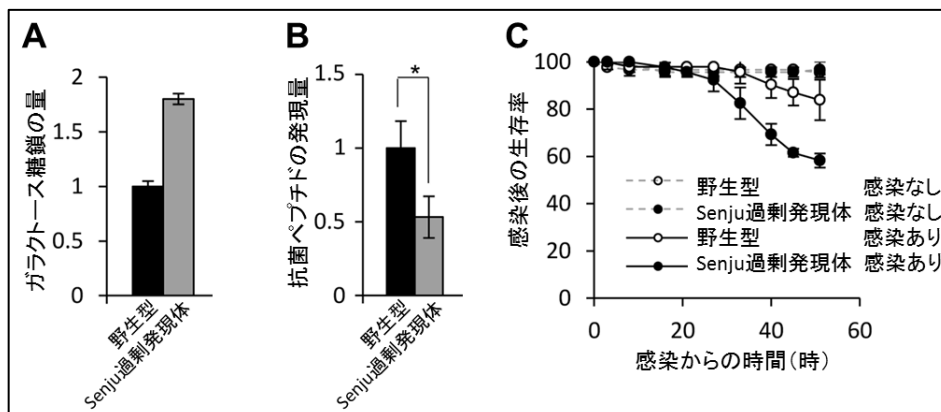 A
ガラクトース糖鎖の量
2
1.5
1
0.5
0
野生型
Senju過剰発現体
B
抗菌ペプチドの発現量
1.5
1
0.5
0
*
野生型
Senju過剰発現体
C
感染後の生存率
100
80
60
40
20
0
野生型 感染なし
Senju過剰発現体 感染なし
野生型 感染あり
Senju過剰発現体 感染あり
0 20 40 60
感染からの時間(時)